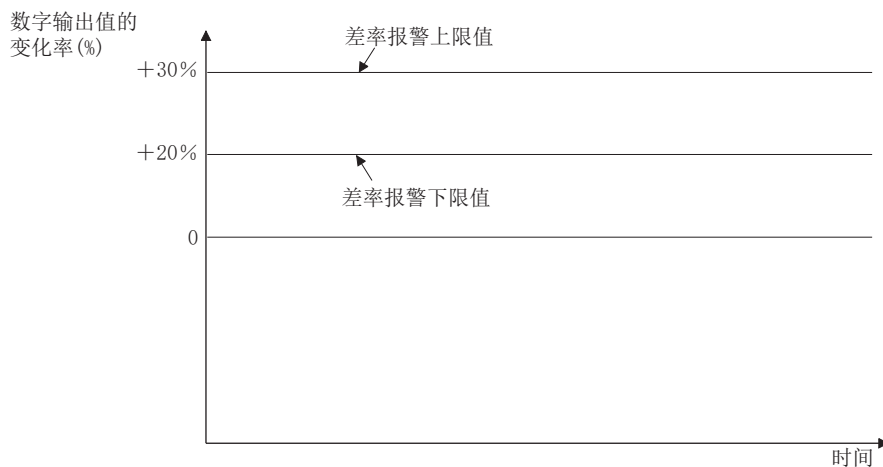 数字输出值的
变化率(%)
差率报警上限值
+30%
+20%
差率报警下限值
0
时间